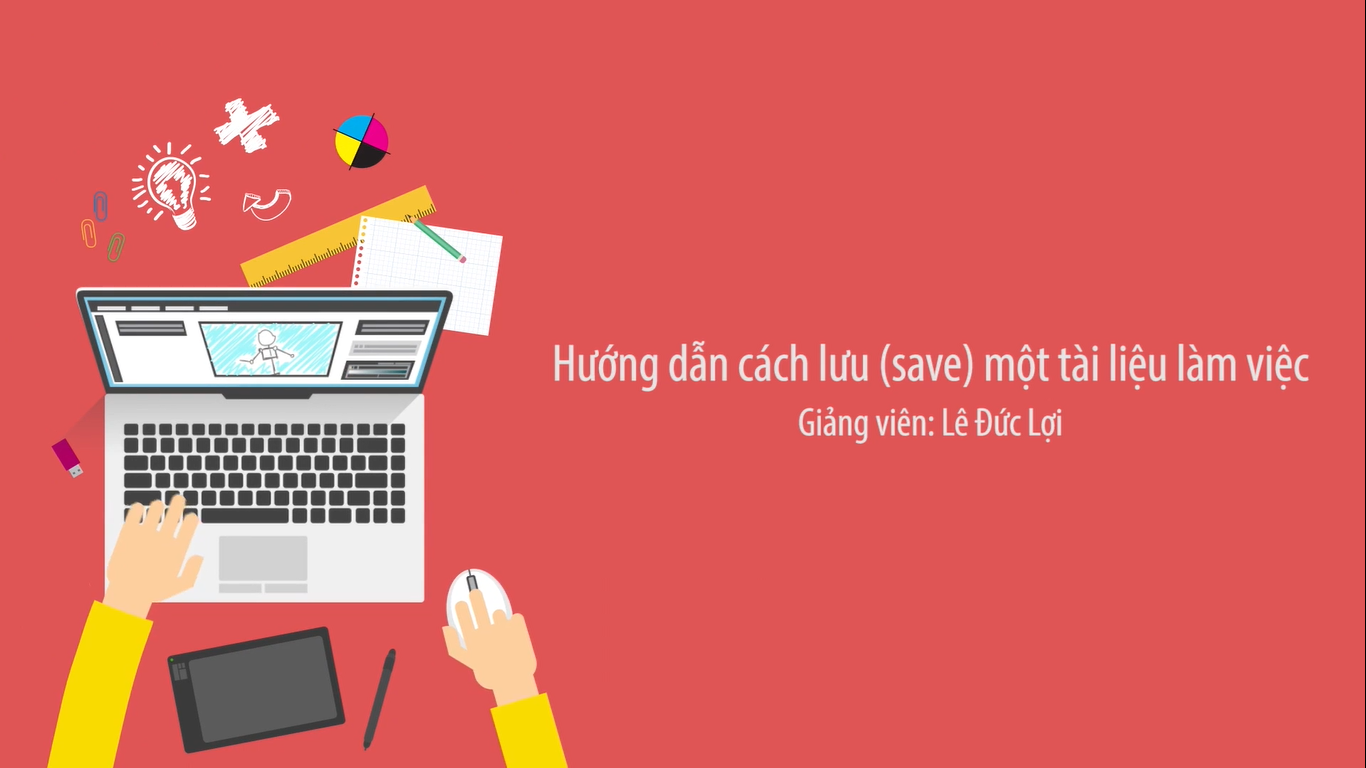 Hướng dẫn cách lưu (save) một tài liệu làm việc
Giảng viên: Lê Đức Lợi